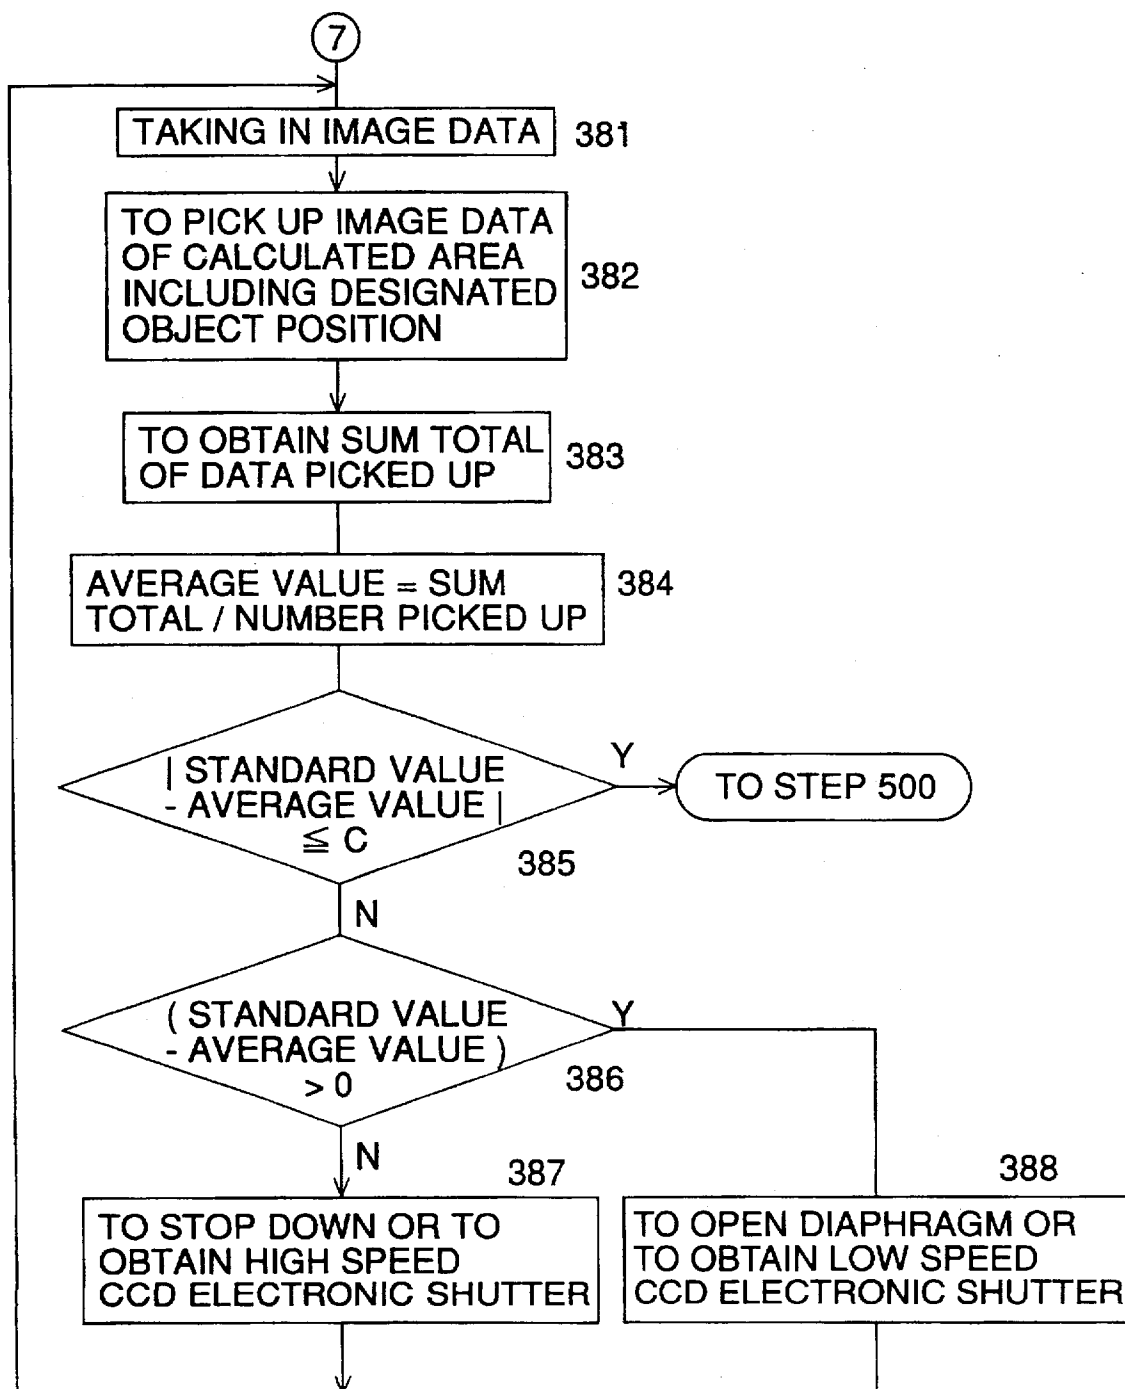 7
TAKING IN IMAGE DATA
381
TO PICK UP IMAGE DATA
OF CALCULATED AREA
INCLUDING DESIGNATED
OBJECT POSITION
382
TO OBTAIN SUM TOTAL
OF DATA PICKED UP
383
AVERAGE VALUE = SUM
TOTAL / NUMBER PICKED UP
384
| STANDARD VALUE
- AVERAGE VALUE |
≦ C
385
Y
TO STEP 500
N
( STANDARD VALUE
- AVERAGE VALUE )
> 0
386
Y
N
387
TO STOP DOWN OR TO
OBTAIN HIGH SPEED
CCD ELECTRONIC SHUTTER
388
TO OPEN DIAPHRAGM OR
TO OBTAIN LOW SPEED
CCD ELECTRONIC SHUTTER